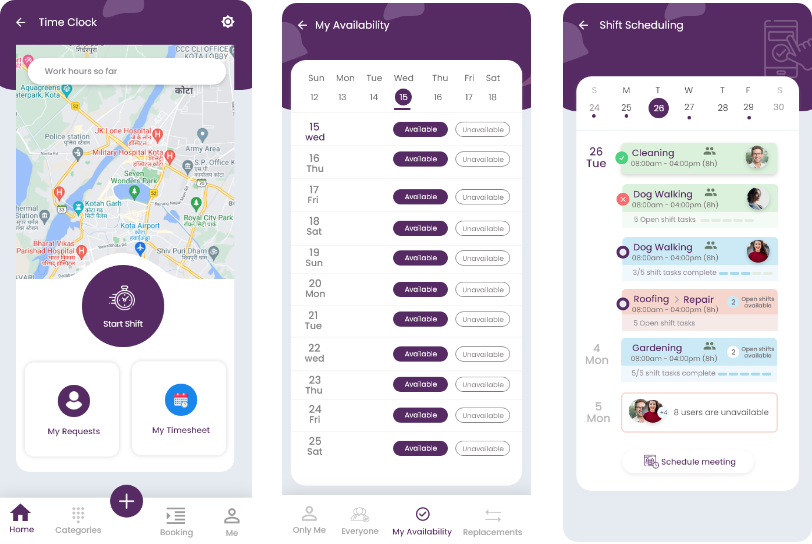 Time Clock
CCC CLI OFFICE
KOTA LOBBY
Work hours so far
कोटा
Police station
JK Lone Hospital
Army Area
Military Hospital Kota
S.P. Office K
Seven
Wonders Park
Kotah Garh
Royal City Park
Kota Airport
कोटा
Bharat Vikas
Parishad Hospital
Shiv Puri Dham
Start Shift
My Requests
My Timesheet
Home
Categories
Booking
Me
My Availability
Sun Mon Tue Wed Thu Fri Sat
12 13 14 15 16 17 18
15
wed
Available
Unavailable
16
Thu
Available
Unavailable
17
Fri
Available
Unavailable
18
Sat
Available
Unavailable
19
Sun
Available
Unavailable
20
Mon
Available
Unavailable
21
Tue
Available
Unavailable
22
wed
Available
Unavailable
23
Thu
Available
Unavailable
24
Fri
Available
Unavailable
25
Sat
Available
Unavailable
Only Me
Everyone
My Availability
Replacements
Shift Scheduling
S M T W T F S
24 25 26 27 28 29 30
26
Tue
Cleaning
08:00am - 04:00pm (8h)
Dog Walking
08:00am - 04:00pm (8h)
5 Open shift tasks
Dog Walking
08:00am - 04:00pm (8h)
3/5 shift tasks complete
Roofing > Repair
08:00am - 04:00pm (8h)
2
Open shifts
available
5 Open shift tasks
4
Mon
Gardening
08:00am - 04:00pm (8h)
2
Open shifts
available
5/5 shift tasks complete
5
Mon
+4
8 users are unavailable
Schedule meeting